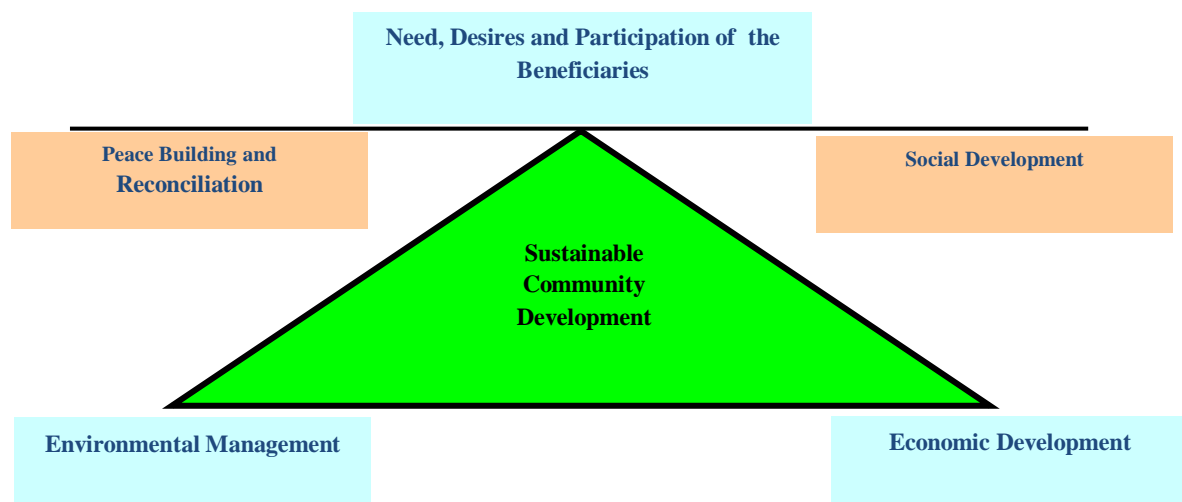 Need, Desires and Participation of the
Beneficiaries
Peace Building and
Reconciliation
Social Development
Sustainable
Community
Development
Environmental Management
Economic Development